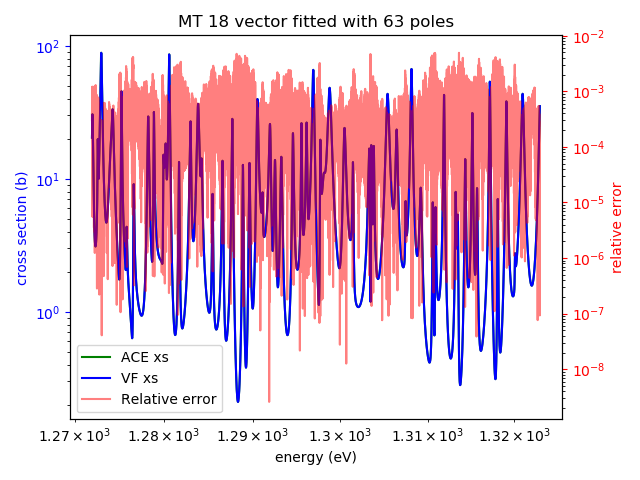 MT 18 vector fitted with 63 poles
10²
10¹
10⁰
cross section (b)
10⁻²
10⁻³
10⁻⁴
10⁻⁵
10⁻⁶
10⁻⁷
10⁻⁸
relative error
ACE xs
VF xs
Relative error
1.27×10³ 1.28×10³ 1.29×10³ 1.3×10³ 1.31×10³ 1.32×10³
energy (eV)